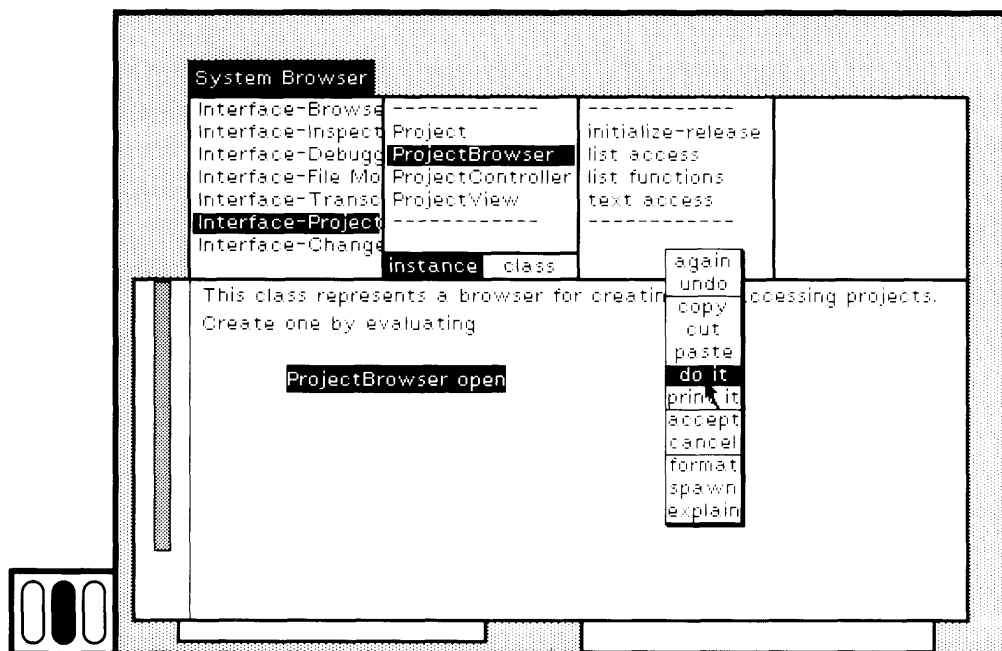 System Browser
Interface-Browse
Interface-Inspect
Interface-Debugg
Interface-File Mo
Interface-Transc
Interface-Project
Interface-Change
------------
Project
ProjectBrowser
ProjectController
ProjectView
------------
instance class
------------
initialize-release
list access
list functions
text access
------------
This class represents a browser for creatin ccessing projects.
Create one by evaluating
ProjectBrowser open
again
undo
copy
cut
paste
do it
print it
accept
cancel
format
spawn
explain